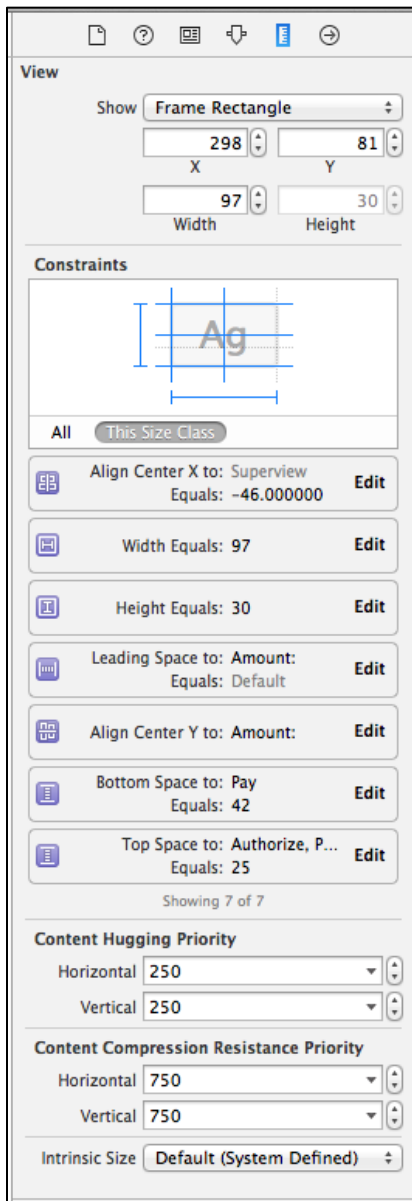 View
Show Frame Rectangle
298 81
X Y
97 30
Width Height
Constraints
Ag
All This Size Class
Align Center X to: Superview Edit
Equals: -46.000000
Width Equals: 97 Edit
Height Equals: 30 Edit
Leading Space to: Amount: Edit
Equals: Default
Align Center Y to: Amount: Edit
Bottom Space to: Pay Edit
Equals: 42
Top Space to: Authorize, P... Edit
Equals: 25
Showing 7 of 7
Content Hugging Priority
Horizontal 250
Vertical 250
Content Compression Resistance Priority
Horizontal 750
Vertical 750
Intrinsic Size Default (System Defined)